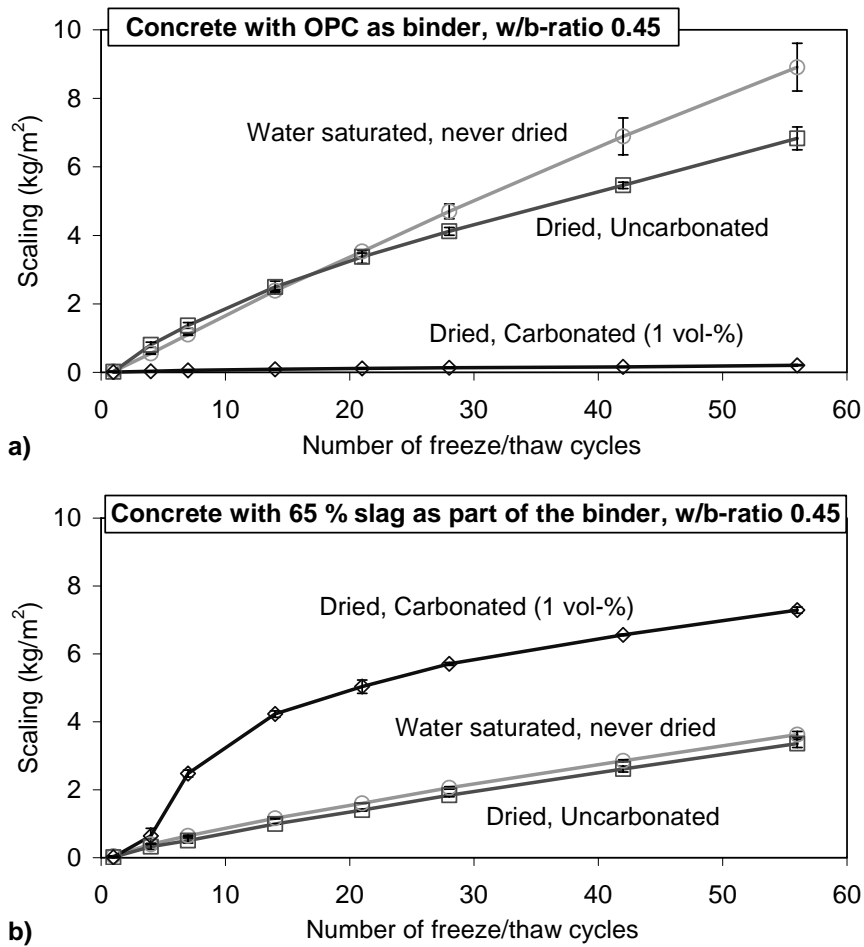 Concrete with OPC as binder, w/b-ratio 0.45
10
8
6
4
2
0
Scaling (kg/m²)
Water saturated, never dried
Dried, Uncarbonated
Dried, Carbonated (1 vol-%)
0 10 20 30 40 50 60
Number of freeze/thaw cycles
a)
Concrete with 65 % slag as part of the binder, w/b-ratio 0.45
10
8
6
4
2
0
Scaling (kg/m²)
Dried, Carbonated (1 vol-%)
Water saturated, never dried
Dried, Uncarbonated
0 10 20 30 40 50 60
Number of freeze/thaw cycles
b)